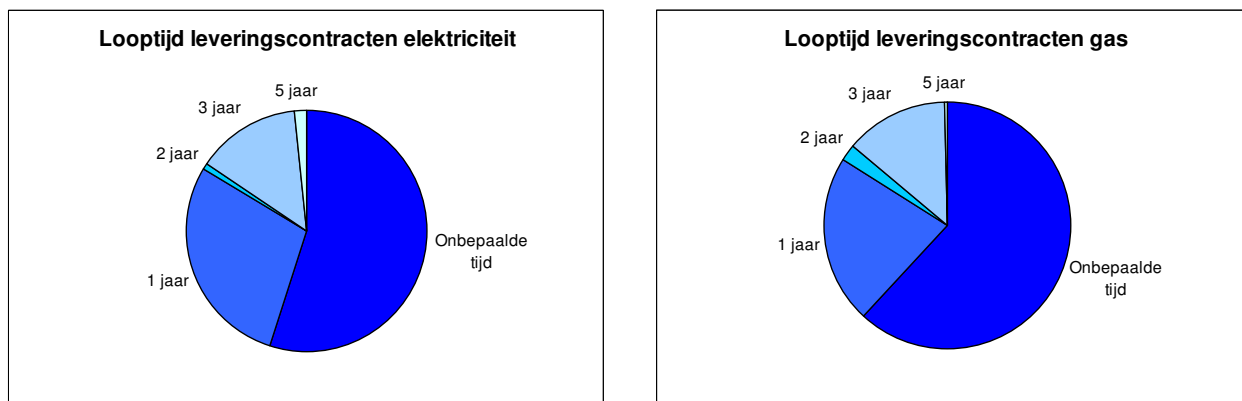 Looptijd leveringscontracten elektriciteit
5 jaar
3 jaar
2 jaar
Onbepaalde
tijd
1 jaar
Looptijd leveringscontracten gas
5 jaar
3 jaar
2 jaar
1 jaar
Onbepaalde
tijd